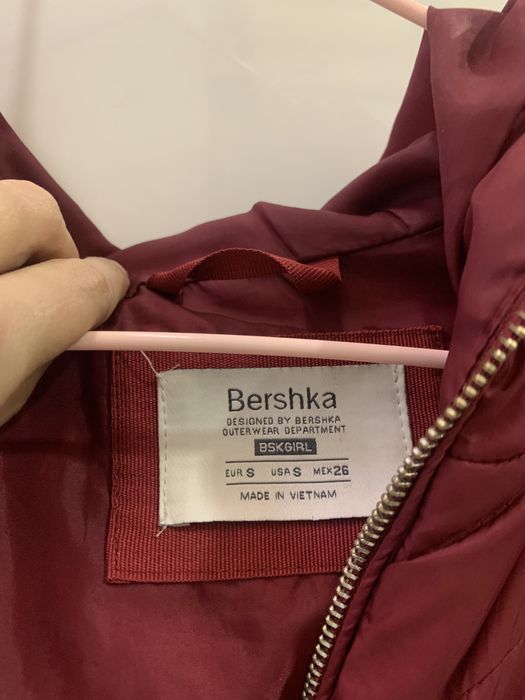 Bershka
DESIGNED BY BERSHKA
OUTERWEAR DEPARTMENT
BSKGIRL
EUR S USA S MEX 26
MADE IN VIETNAM